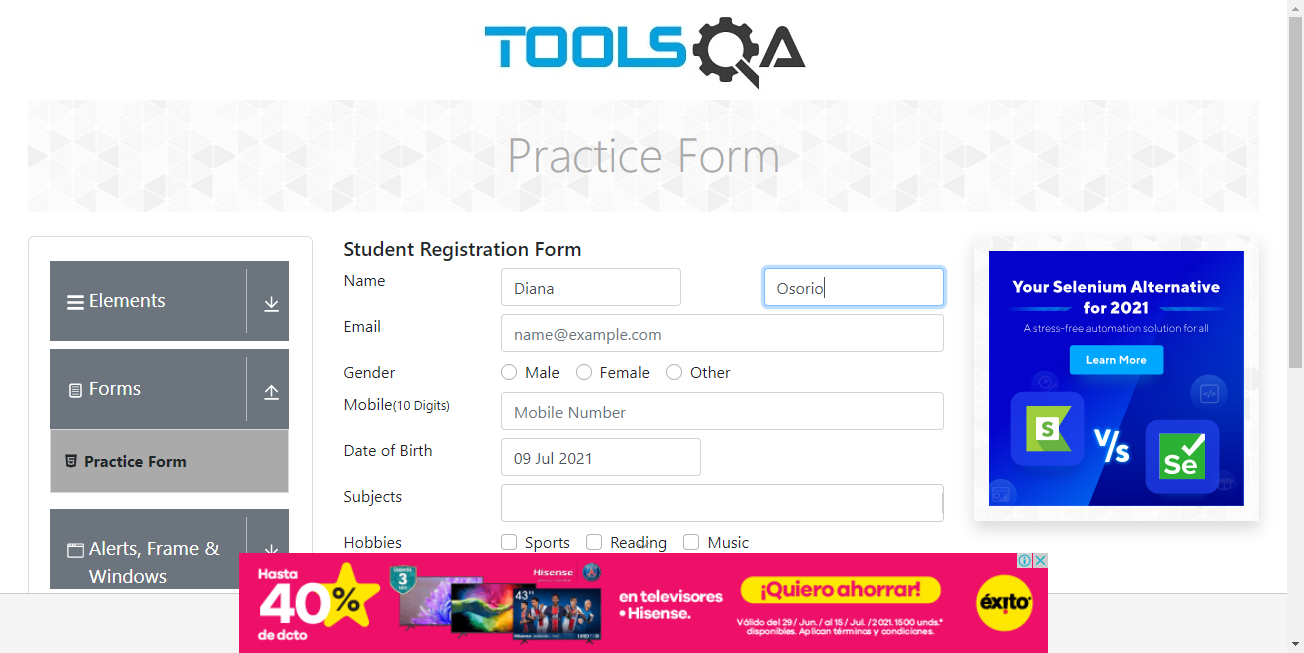 TOOLSQA
Practice Form
Elements
Forms
Practice Form
Alerts, Frame &
Windows
Student Registration Form
Name
Diana
Osorio
Email
name@example.com
Gender
Male
Female
Other
Mobile(10 Digits)
Mobile Number
Date of Birth
09 Jul 2021
Subjects
Hobbies
Sports
Reading
Music
Your Selenium Alternative
for 2021
A stress-free automation solution for all
Learn More
S
V/s
Se
Hasta
40%
de dcto
3
Hisense
43"
en televisores
• Hisense.
¡Quiero ahorrar!
Válido del 29 / Jun. / al 15 / Jul. / 2021. 1500 unds.*
disponibles. Aplican términos y condiciones.
éxito